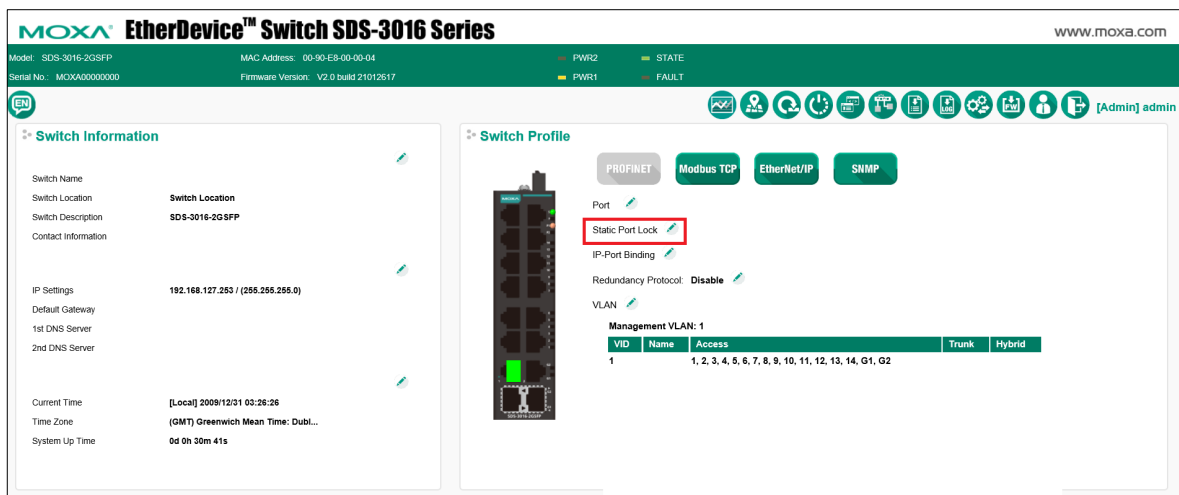 MOXA EtherDevice™ Switch SDS-3016 Series
www.moxa.com
Model: SDS-3016-2GSFP MAC Address: 00-90-E8-00-00-04 PWR2 STATE
Serial No.: MOXA00000000 Firmware Version: V2.0 build 21012617 PWR1 FAULT
EN
LOG
FW
[Admin] admin
Switch Information
Switch Name
Switch Location Switch Location
Switch Description SDS-3016-2GSFP
Contact Information
IP Settings 192.168.127.253 / (255.255.255.0)
Default Gateway
1st DNS Server
2nd DNS Server
Current Time [Local] 2009/12/31 03:26:26
Time Zone (GMT) Greenwich Mean Time: Dubl...
System Up Time 0d 0h 30m 41s
Switch Profile
PROFINET Modbus TCP EtherNet/IP SNMP
MOXA
SDS-3016-2GSFP
Port
Static Port Lock
IP-Port Binding
Redundancy Protocol: Disable
VLAN
Management VLAN: 1
VID Name Access Trunk Hybrid
1 1, 2, 3, 4, 5, 6, 7, 8, 9, 10, 11, 12, 13, 14, G1, G2